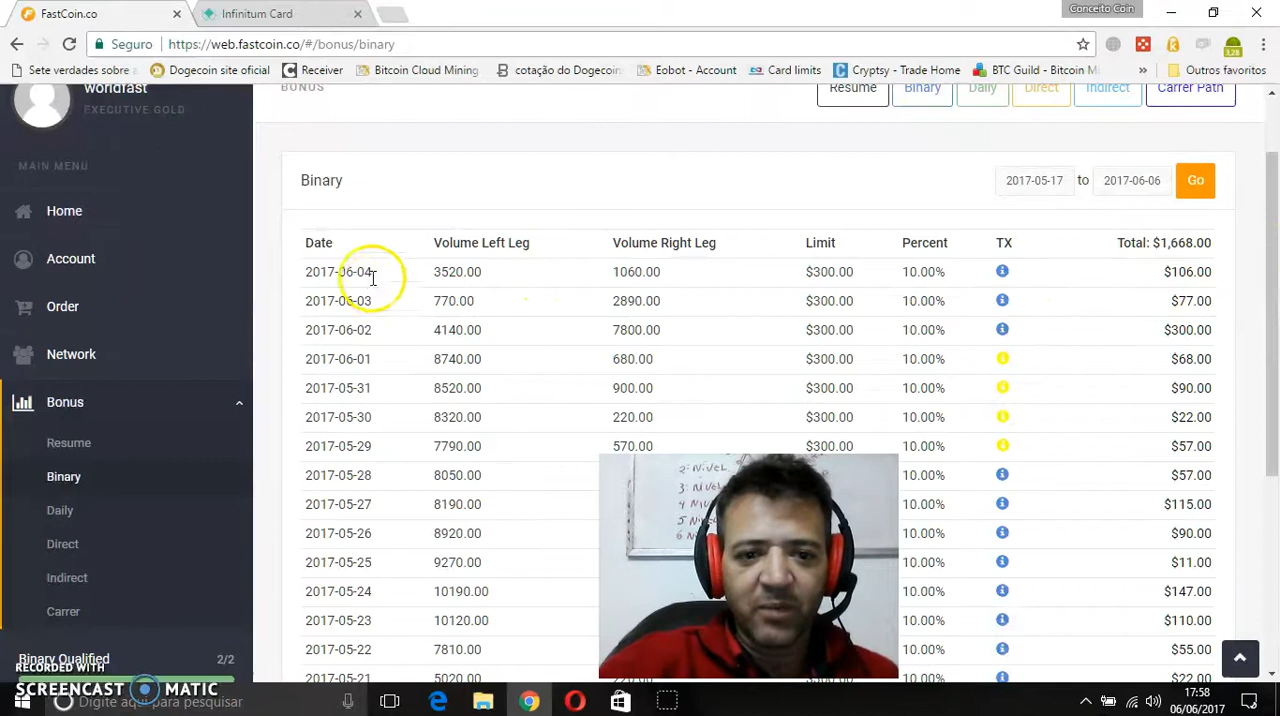 FastCoin.co
Infinitum Card
Conceito Coin
Seguro
https://web.fastcoin.co/#/bonus/binary
Sete verdades sobre
Dogecoin site oficial
Receiver
Bitcoin Cloud Mining
cotação do Dogecoin
Eobot - Account
Card limits
Cryptsy - Trade Home
BTC Guild - Bitcoin M
Outros favoritos
3,28
worldfast
EXECUTIVE GOLD
MAIN MENU
Home
Account
Order
Network
Bonus
Resume
Binary
Daily
Direct
Indirect
Carrer
Binary Qualified 2/2
BONUS
Resume
Binary
Daily
Direct
Indirect
Carrer Path
Binary
2017-05-17 to 2017-06-06 Go
Date Volume Left Leg Volume Right Leg Limit Percent TX Total: $1,668.00
2017-06-04 3520.00 1060.00 $300.00 10.00% $106.00
2017-06-03 770.00 2890.00 $300.00 10.00% $77.00
2017-06-02 4140.00 7800.00 $300.00 10.00% $300.00
2017-06-01 8740.00 680.00 $300.00 10.00% $68.00
2017-05-31 8520.00 900.00 $300.00 10.00% $90.00
2017-05-30 8320.00 220.00 $300.00 10.00% $22.00
2017-05-29 7790.00 570.00 $300.00 10.00% $57.00
2017-05-28 8050.00 10.00% $57.00
2017-05-27 8190.00 10.00% $115.00
2017-05-26 8920.00 10.00% $90.00
2017-05-25 9270.00 10.00% $11.00
2017-05-24 10190.00 10.00% $147.00
2017-05-23 10120.00 10.00% $110.00
2017-05-22 7810.00 10.00% $55.00
2017-05-21 $22.00
2: Nivel
3: Nivel
4 Nivel
5 Niv
6 N
RECORDED WITH
SCREENCAST MATIC
Digite aqui para pesquisar
17:58
06/06/2017